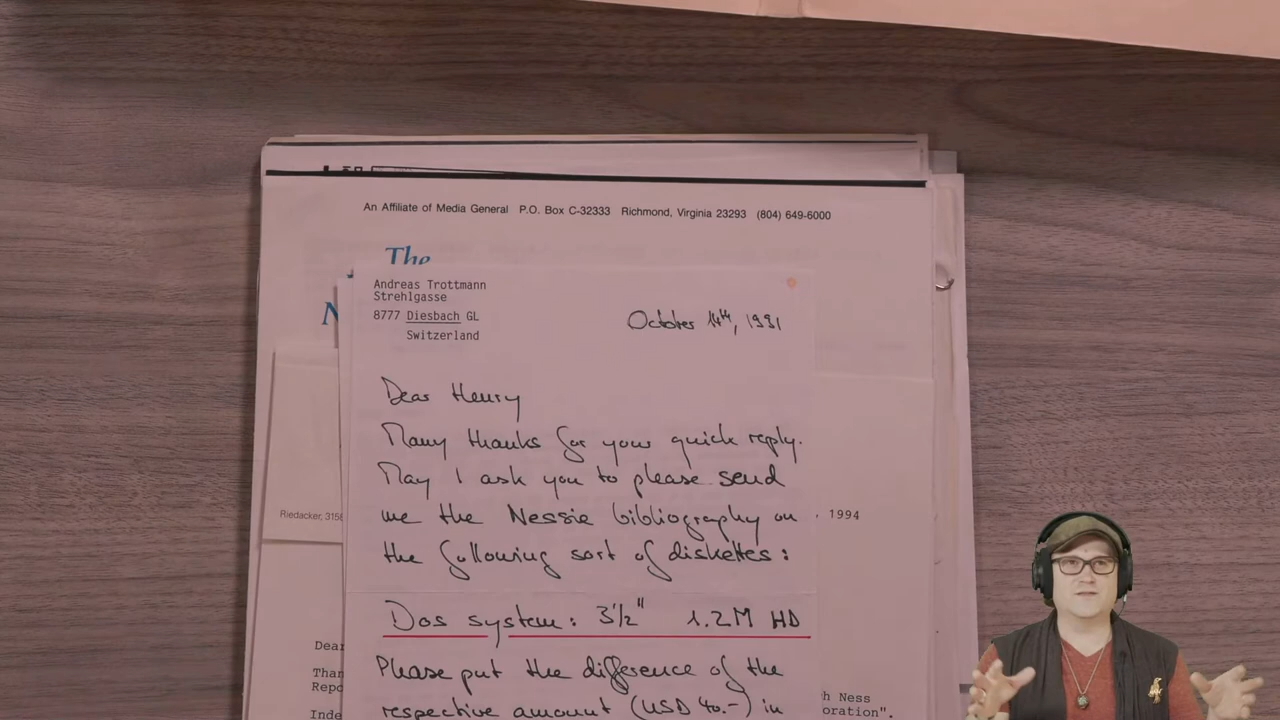 An Affiliate of Media General P.O. Box C-32333 Richmond, Virginia 23293 (804) 649-6000
The
N
Andreas Trottmann
Strehlgasse
8777 Diesbach GL
Switzerland
October 14th, 1991
Dear Henry
Many thanks for your quick reply.
May I ask you to please send
me the Nessie bibliography on
the following sort of diskettes:
Dos system: 3½" 1.2M HD
Please put the difference of the
respective amount (USD 40.-) in
Riedacker, 3156
, 1994
Dear
Than
Repo
Inde
h Ness
oration".